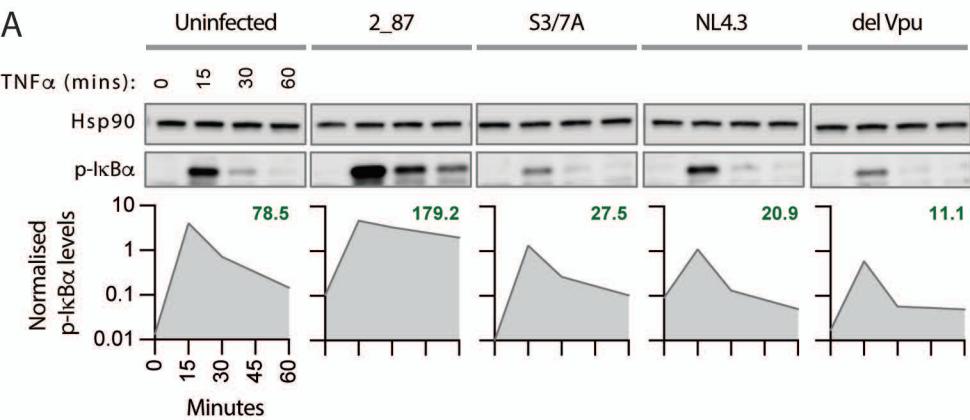 A
Uninfected 2_87 S3/7A NL4.3 del Vpu
TNFα (mins): 0 15 30 60
Hsp90
p-IκBα
10 78.5 179.2 27.5 20.9 11.1
1
0.1
0.01
Normalised
p-IκBα levels
0 15 30 45 60
Minutes